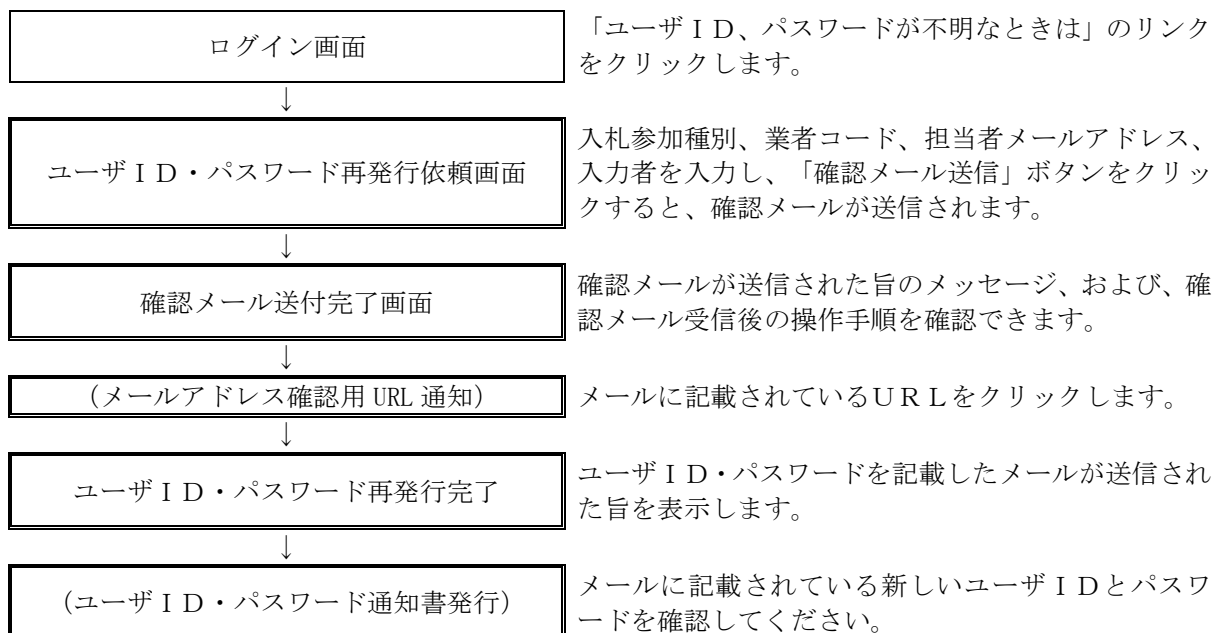 ログイン画面
「ユーザＩＤ、パスワードが不明なときは」のリンク
をクリックします。
↓
ユーザＩＤ・パスワード再発行依頼画面
入札参加種別、業者コード、担当者メールアドレス、
入力者を入力し、「確認メール送信」ボタンをクリッ
クすると、確認メールが送信されます。
↓
確認メール送付完了画面
確認メールが送信された旨のメッセージ、および、確
認メール受信後の操作手順を確認できます。
↓
（メールアドレス確認用 URL 通知）
メールに記載されているＵＲＬをクリックします。
↓
ユーザＩＤ・パスワード再発行完了
ユーザＩＤ・パスワードを記載したメールが送信され
た旨を表示します。
↓
（ユーザＩＤ・パスワード通知書発行）
メールに記載されている新しいユーザＩＤとパスワ
ードを確認してください。